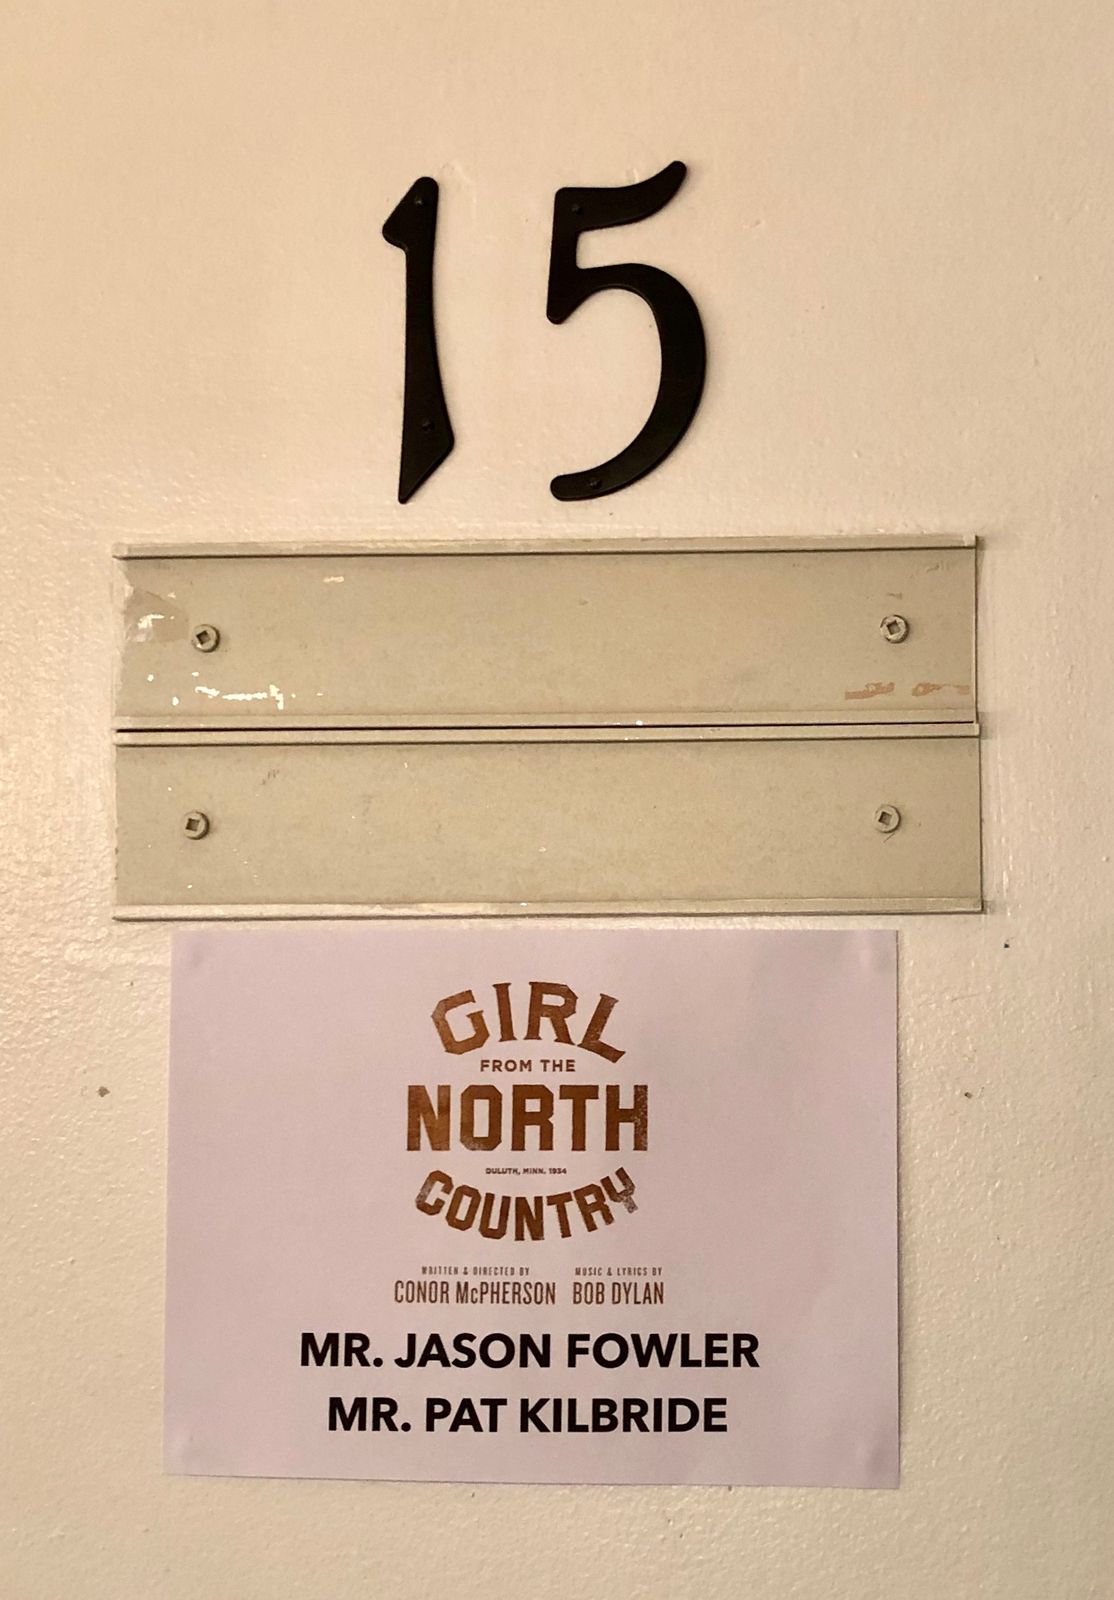 15
GIRL
FROM THE
NORTH
DULUTH, MINN. 1934
COUNTRY
WRITTEN & DIRECTED BY MUSIC & LYRICS BY
CONOR McPHERSON BOB DYLAN
MR. JASON FOWLER
MR. PAT KILBRIDE